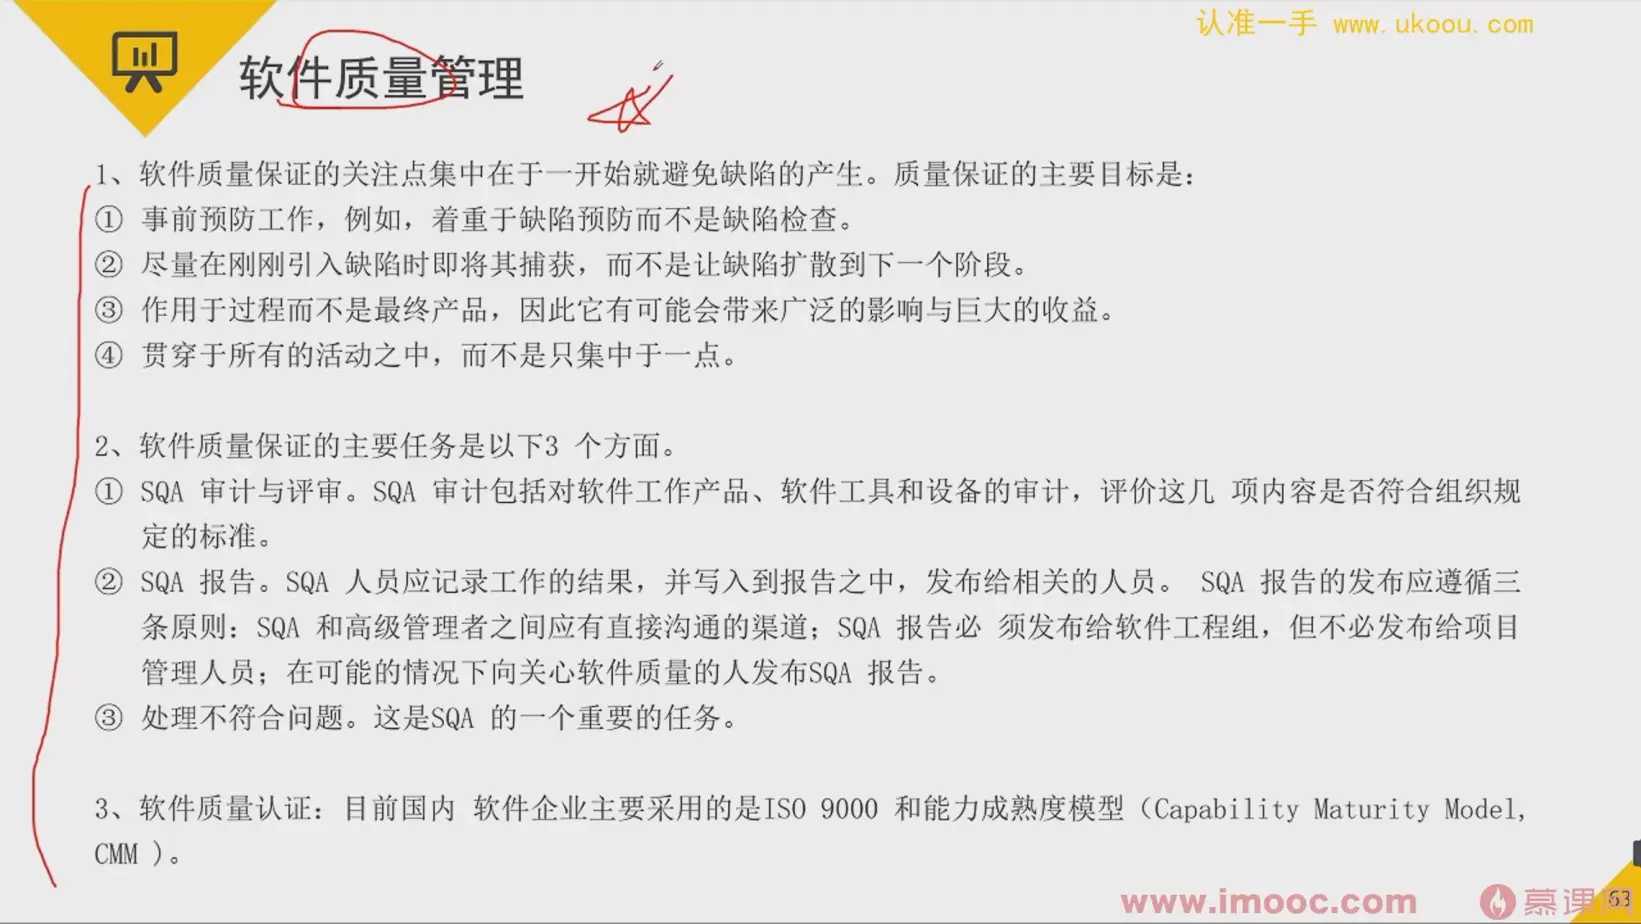 认准一手 www.ukoou.com
软件质量管理
1、软件质量保证的关注点集中在于一开始就避免缺陷的产生。质量保证的主要目标是:
① 事前预防工作，例如，着重于缺陷预防而不是缺陷检查。
② 尽量在刚刚引入缺陷时即将其捕获，而不是让缺陷扩散到下一个阶段。
③ 作用于过程而不是最终产品，因此它有可能会带来广泛的影响与巨大的收益。
④ 贯穿于所有的活动之中，而不是只集中于一点。
2、软件质量保证的主要任务是以下3 个方面。
① SQA 审计与评审。SQA 审计包括对软件工作产品、软件工具和设备的审计，评价这几 项内容是否符合组织规
定的标准。
② SQA 报告。SQA 人员应记录工作的结果，并写入到报告之中，发布给相关的人员。 SQA 报告的发布应遵循三
条原则: SQA 和高级管理者之间应有直接沟通的渠道；SQA 报告必 须发布给软件工程组，但不必发布给项目
管理人员；在可能的情况下向关心软件质量的人发布SQA 报告。
③ 处理不符合问题。这是SQA 的一个重要的任务。
3、软件质量认证: 目前国内 软件企业主要采用的是ISO 9000 和能力成熟度模型（Capability Maturity Model,
CMM )。
www.imooc.com 慕课网
63